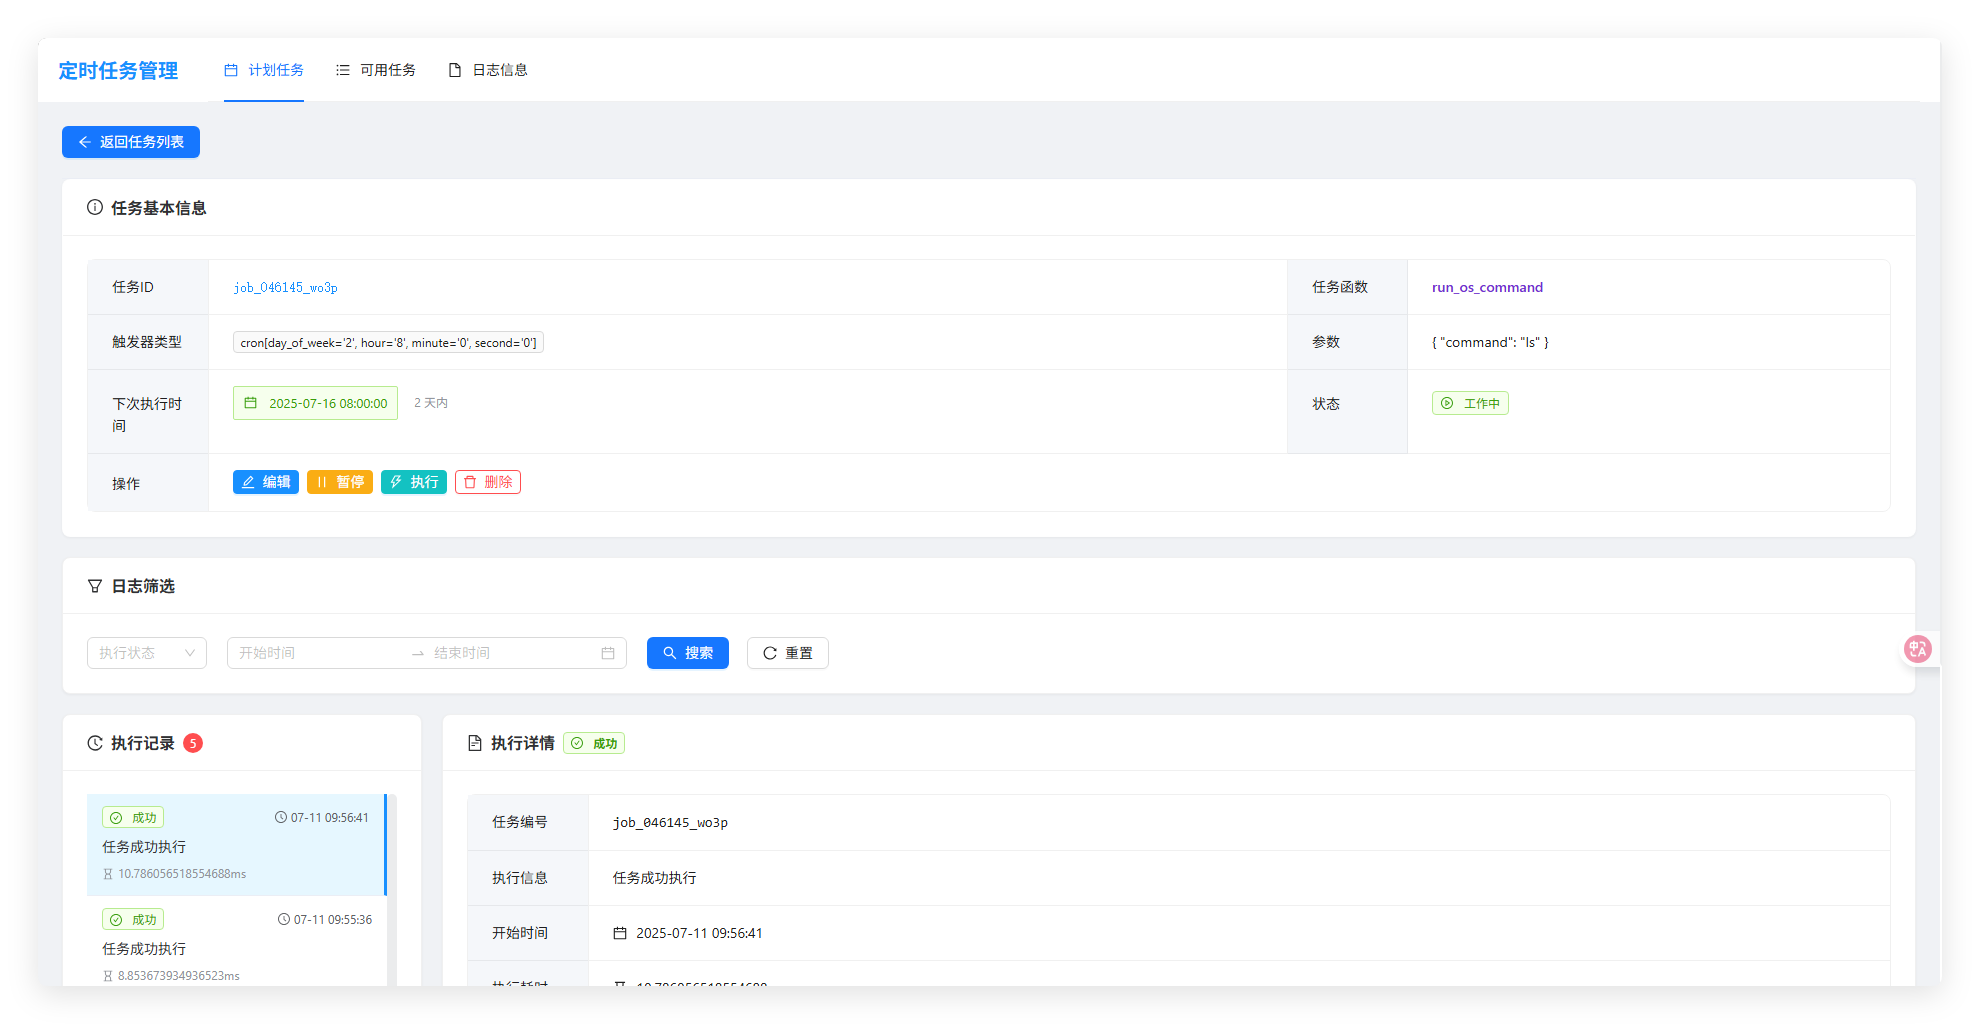 定时任务管理
计划任务
可用任务
日志信息
返回任务列表
任务基本信息
任务ID
job_046145_wo3p
任务函数
run_os_command
触发器类型
cron[day_of_week='2', hour='8', minute='0', second='0']
参数
{ "command": "ls" }
下次执行时
间
2025-07-16 08:00:00
2 天内
状态
工作中
操作
编辑
暂停
执行
删除
日志筛选
执行状态
开始时间
结束时间
搜索
重置
执行记录 5
成功
07-11 09:56:41
任务成功执行
10.786056518554688ms
成功
07-11 09:55:36
任务成功执行
8.853673934936523ms
执行详情
成功
任务编号
job_046145_wo3p
执行信息
任务成功执行
开始时间
2025-07-11 09:56:41
执行耗时
10.786056518554688